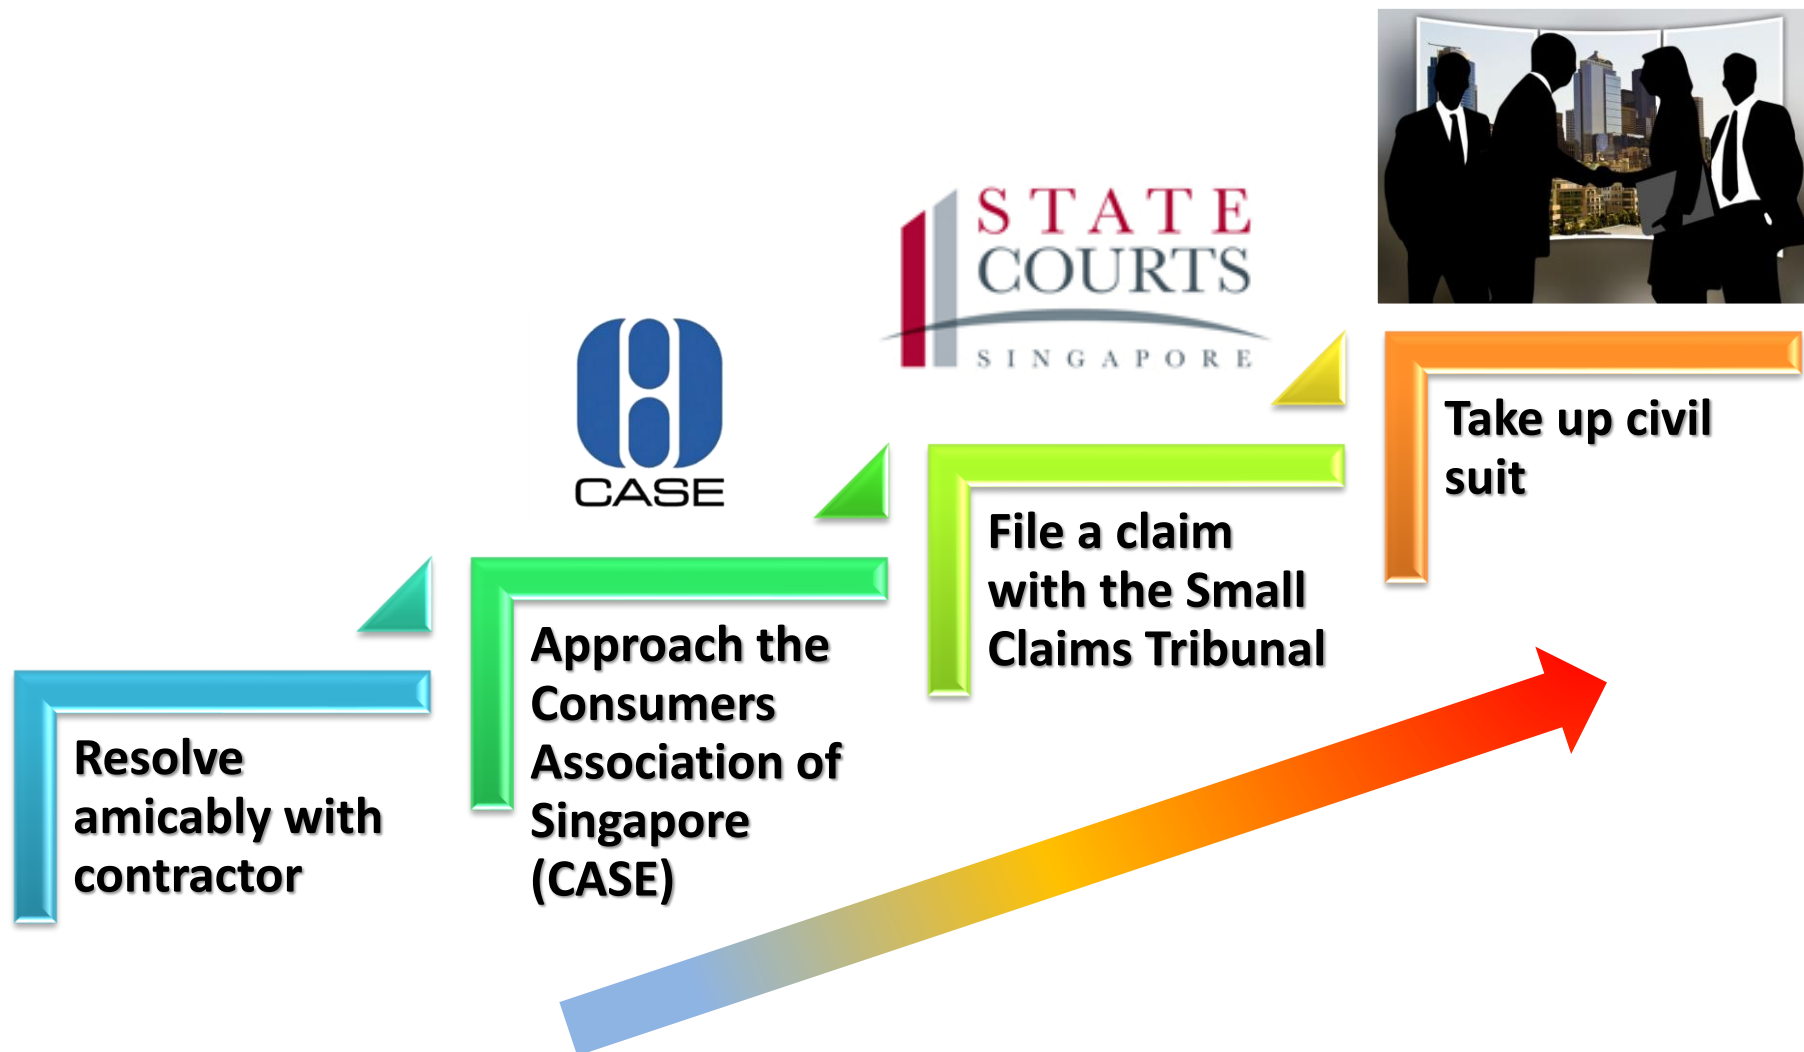 Resolve
amicably with
contractor
CASE
Approach the
Consumers
Association of
Singapore
(CASE)
STATE
COURTS
SINGAPORE
File a claim
with the Small
Claims Tribunal
Take up civil
suit